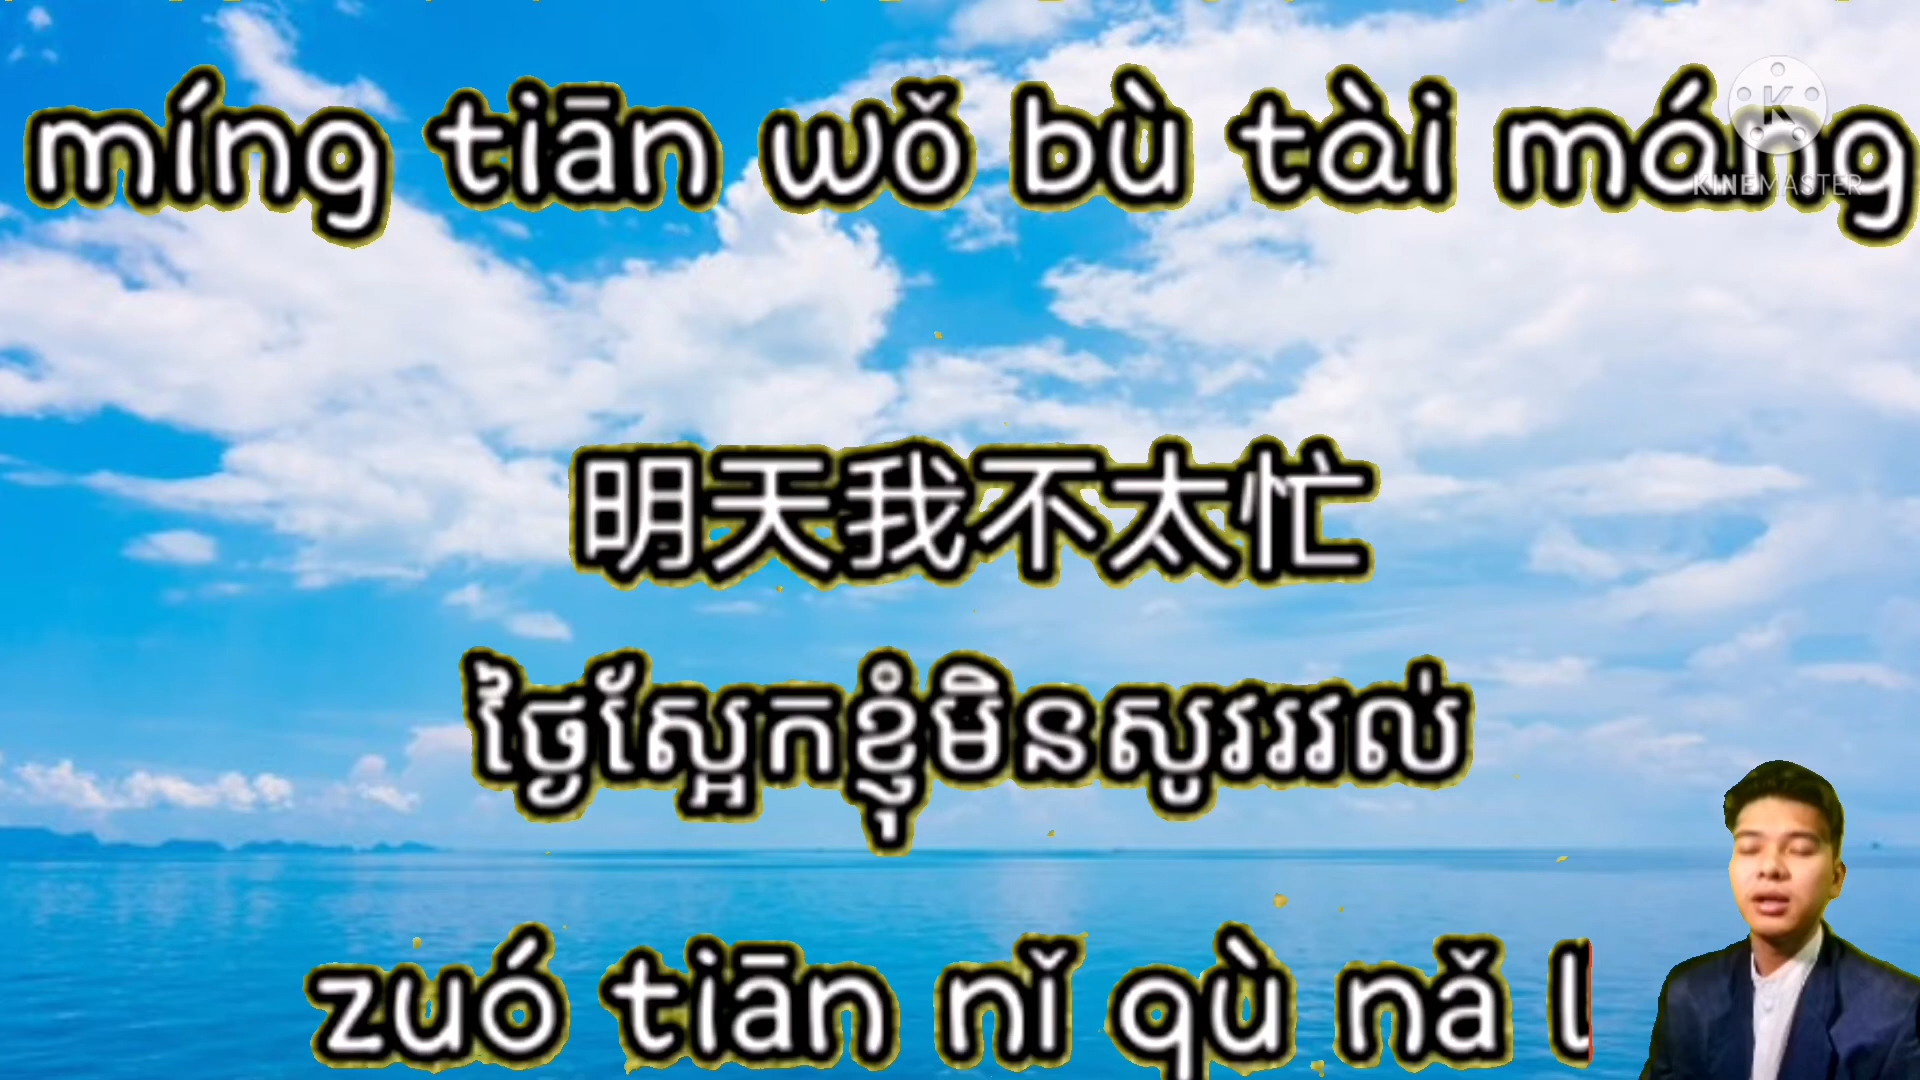 míng tiān wǒ bù tài máng
KINEMASTER
明天我不太忙
ថ្ងៃស្អែកខ្ញុំមិនសូវរវល់
zuó tiān nǐ qù nǎ l